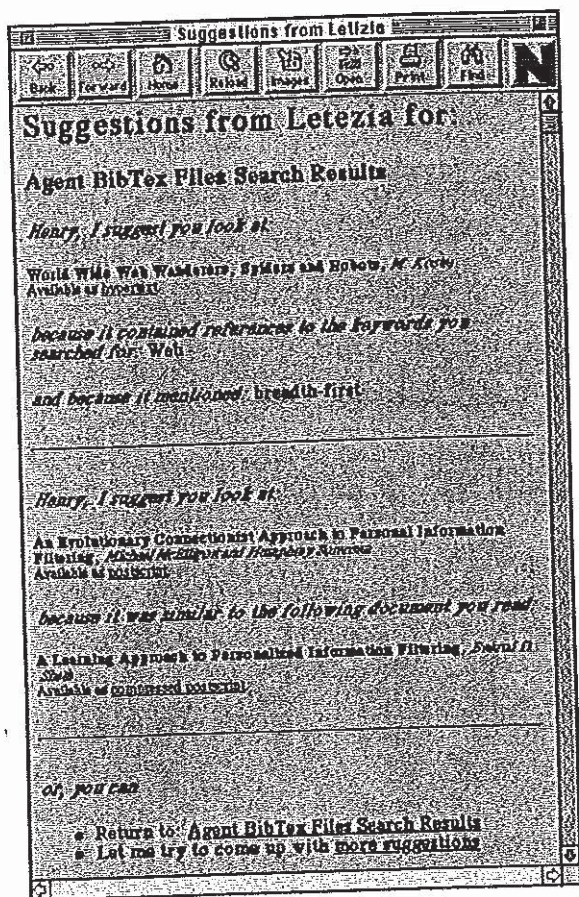 Suggestions from Letizia
Back Forward Home Reload Images Open Print Find N
Suggestions from Letezia for:
Agent BibTex Files Search Results
Henry, I suggest you look at:
World Wide Web Wanderers, Spiders and Robots, M. Koster
Available as hypertext
because it contained references to the keywords you
searched for: Web
and because it mentioned: breadth-first
Henry, I suggest you look at:
An Evolutionary Connectionist Approach to Personal Information
Filtering, Michael McElligott and Humphrey Sorensen
Available as postscript
because it was similar to the following document you read:
A Learning Approach to Personalized Information Filtering,
Available as compressed postscript
or, you can
• Return to: Agent BibTex Files Search Results
• Let me try to come up with more suggestions